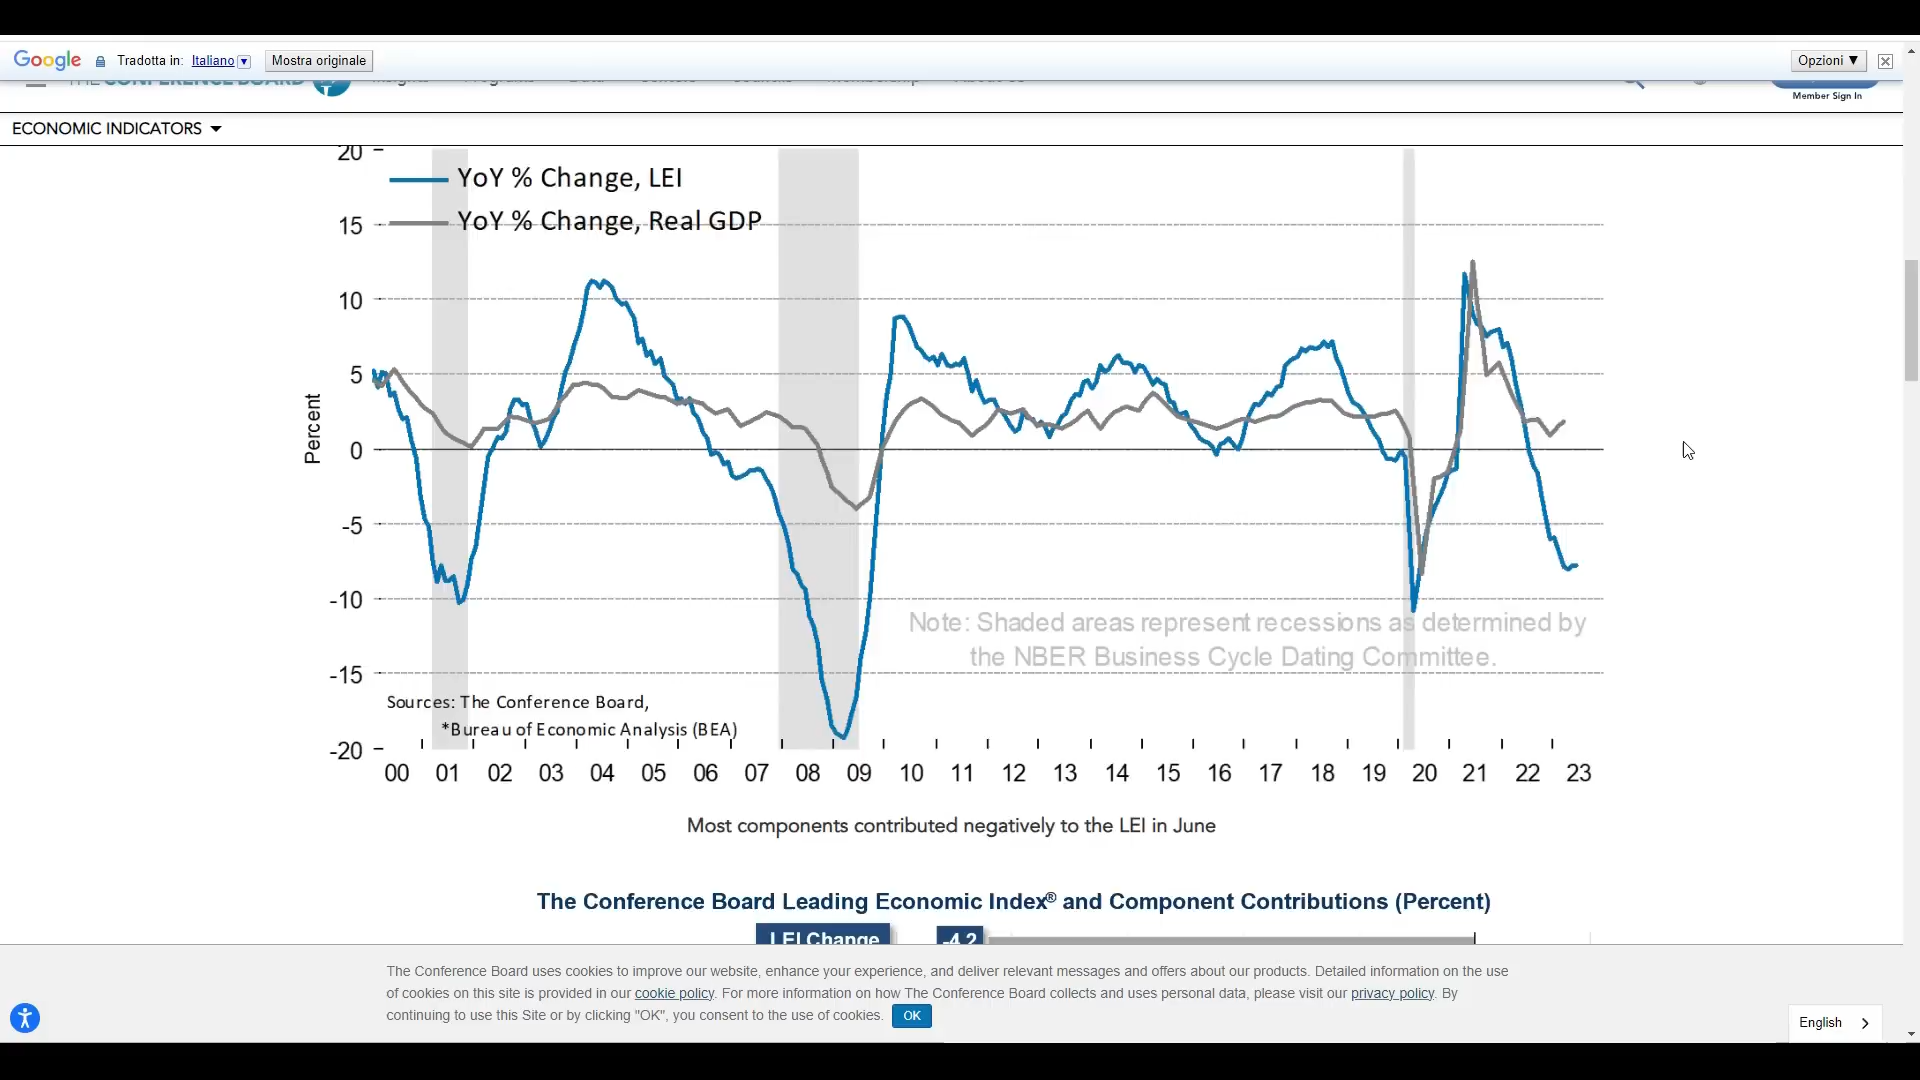 Google Tradotta in: Italiano ▼ Mostra originale Opzioni ▼
THE CONFERENCE BOARD
Member Sign In
ECONOMIC INDICATORS
20
YoY % Change, LEI
YoY % Change, Real GDP
15
10
5
0
-5
-10
-15
-20
Percent
Note: Shaded areas represent recessions as determined by
the NBER Business Cycle Dating Committee.
Sources: The Conference Board,
*Bureau of Economic Analysis (BEA)
00 01 02 03 04 05 06 07 08 09 10 11 12 13 14 15 16 17 18 19 20 21 22 23
Most components contributed negatively to the LEI in June
The Conference Board Leading Economic Index® and Component Contributions (Percent)
LEI Change -4.2
The Conference Board uses cookies to improve our website, enhance your experience, and deliver relevant messages and offers about our products. Detailed information on the use
of cookies on this site is provided in our cookie policy. For more information on how The Conference Board collects and uses personal data, please visit our privacy policy. By
continuing to use this Site or by clicking "OK", you consent to the use of cookies. OK
English